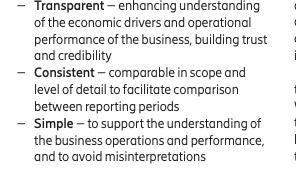 – Transparent – enhancing understanding
of the economic drivers and operational
performance of the business, building trust
and credibility
– Consistent – comparable in scope and
level of detail to facilitate comparison
between reporting periods
– Simple – to support the understanding of
the business operations and performance,
and to avoid misinterpretations